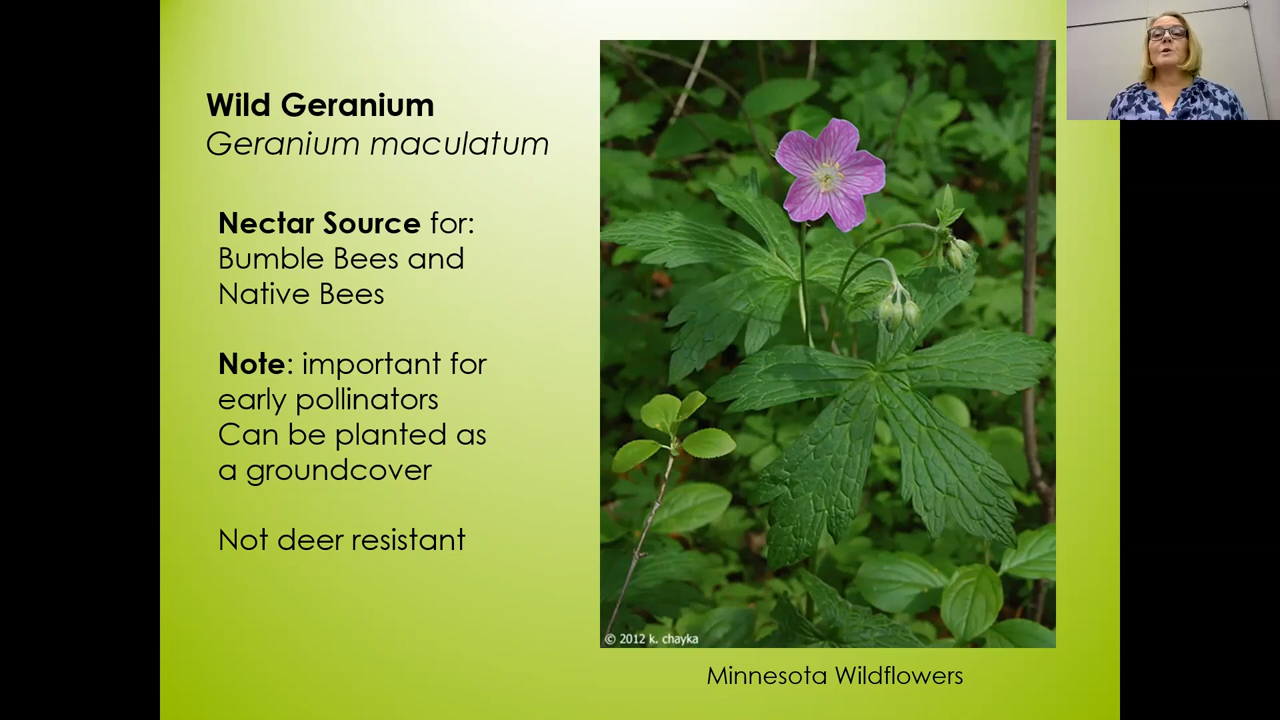 Wild Geranium
Geranium maculatum
Nectar Source for:
Bumble Bees and
Native Bees
Note: important for
early pollinators
Can be planted as
a groundcover
Not deer resistant
© 2012 k. chayka
Minnesota Wildflowers